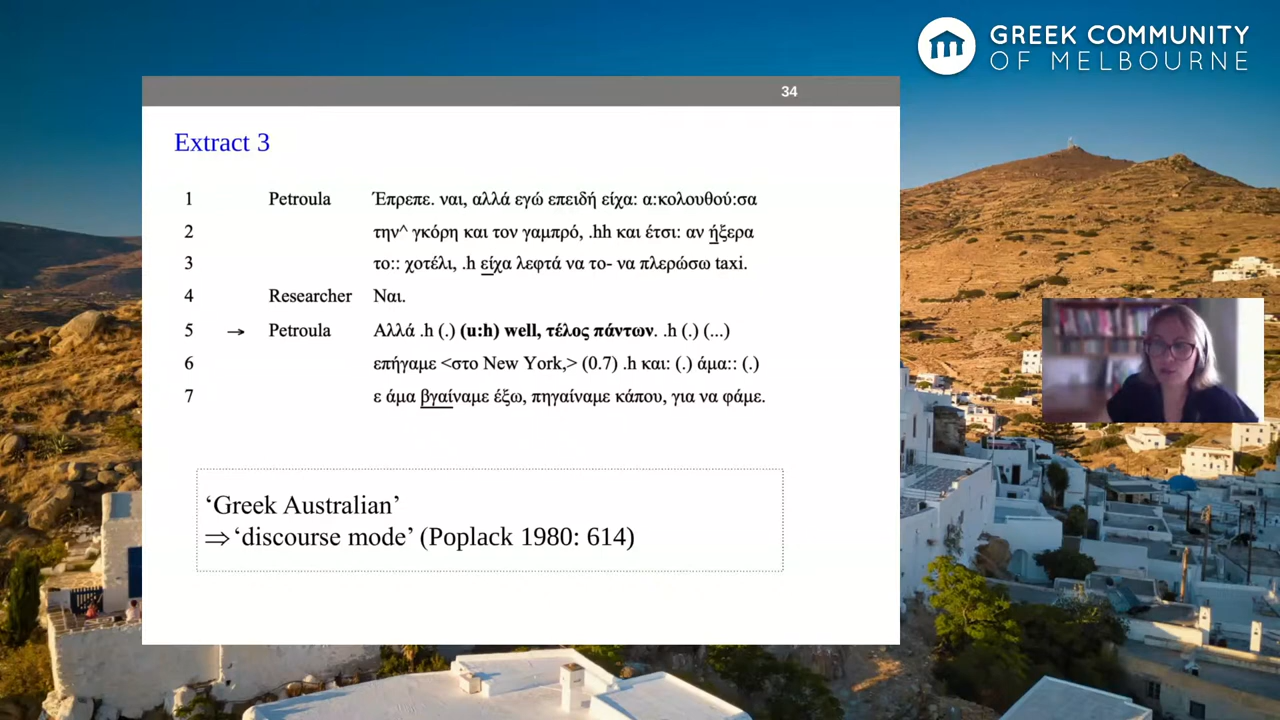 GREEK COMMUNITY
OF MELBOURNE
34
Extract 3
1 Petroula Έπρεπε. ναι, αλλά εγώ επειδή είχα: α:κολουθού:σα
2 την^ γκόρη και τον γαμπρό, .hh και έτσι: αν ήξερα
3 το:: χοτέλι, .h είχα λεφτά να το- να πλερώσω taxi.
4 Researcher Ναι.
5 → Petroula Αλλά .h (.) (u:h) well, τέλος πάντων. .h (.) (...)
6 επήγαμε <στο New York,> (0.7) .h και: (.) άμα:: (.)
7 ε άμα βγαίναμε έξω, πηγαίναμε κάπου, για να φάμε.
‘Greek Australian’
⇒ ‘discourse mode’ (Poplack 1980: 614)